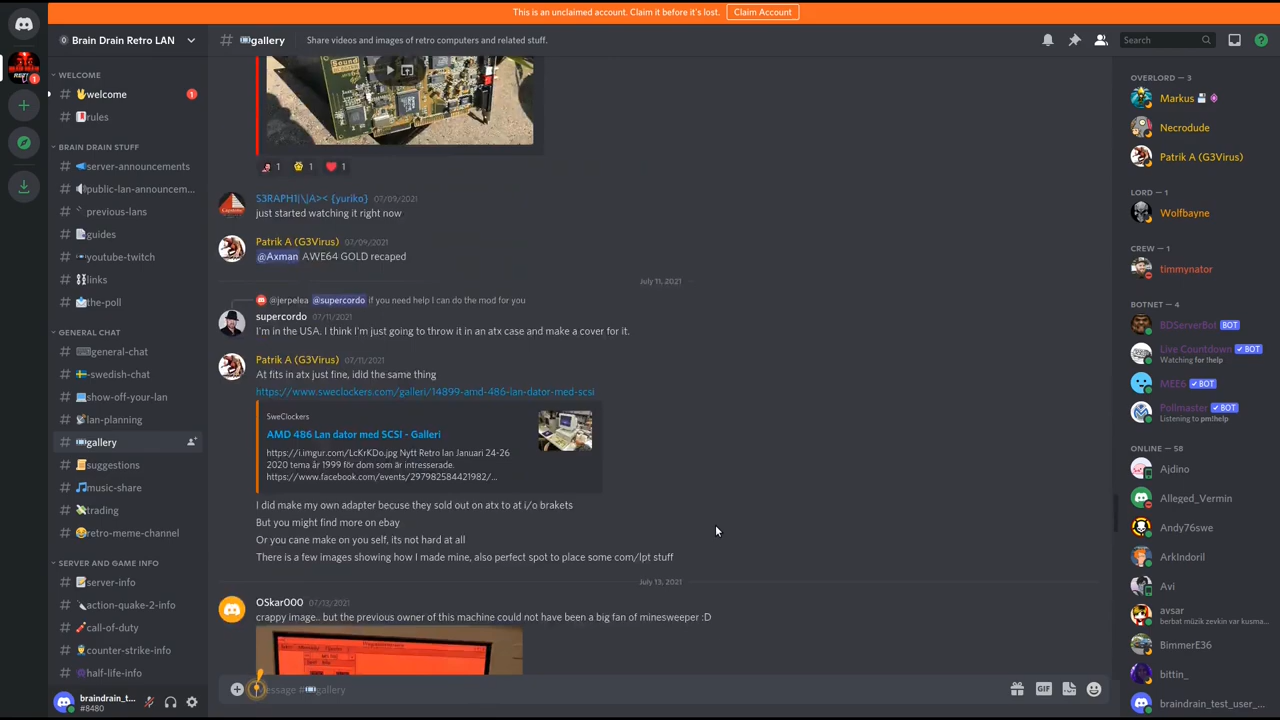 This is an unclaimed account. Claim it before it's lost. Claim Account
Brain Drain Retro LAN
gallery Share videos and images of retro computers and related stuff.
Search
WELCOME
welcome 1
rules
BRAIN DRAIN STUFF
server-announcements
public-lan-announcem...
previous-lans
guides
youtube-twitch
links
the-poll
GENERAL CHAT
general-chat
swedish-chat
show-off-your-lan
lan-planning
gallery
suggestions
music-share
trading
retro-meme-channel
SERVER AND GAME INFO
server-info
action-quake-2-info
call-of-duty
counter-strike-info
half-life-info
braindrain_t...
#8480
Sound
1 1 1
S3RAPH1(\|A>< {yuriko} 07/09/2021
just started watching it right now
Patrik A (G3Virus) 07/09/2021
@Axman AWE64 GOLD recaped
July 11, 2021
@jerpelea @supercordo if you need help I can do the mod for you
supercordo 07/11/2021
I'm in the USA. I think I'm just going to throw it in an atx case and make a cover for it.
Patrik A (G3Virus) 07/11/2021
At fits in atx just fine, idid the same thing
https://www.sweclockers.com/galleri/14899-amd-486-lan-dator-med-scsi
SweClockers
AMD 486 Lan dator med SCSI - Galleri
https://i.imgur.com/LcKrKDo.jpg Nytt Retro lan Januari 24-26
2020 tema år 1999 för dom som är intresserade.
https://www.facebook.com/events/297982584421982/...
I did make my own adapter becuse they sold out on atx to at i/o brakets
But you might find more on ebay
Or you cane make on you self, its not hard at all
There is a few images showing how I made mine, also perfect spot to place some com/lpt stuff
July 13, 2021
OSkar000 07/13/2021
crappy image.. but the previous owner of this machine could not have been a big fan of minesweeper :D
Message #gallery
GIF
OVERLORD — 3
Markus
Necrodude
Patrik A (G3Virus)
LORD — 1
Wolfbayne
CREW — 1
timmynator
BOTNET — 4
BDServerBot BOT
Live Countdown BOT
Watching for !help
MEE6 BOT
Pollmaster BOT
Listening to pm!help
ONLINE — 58
Ajdino
Alleged_Vermin
Andy76swe
ArkIndoril
Avi
avsar
berbat müzik zevkin var kusma...
BimmerE36
bittin_
braindrain_test_user_...